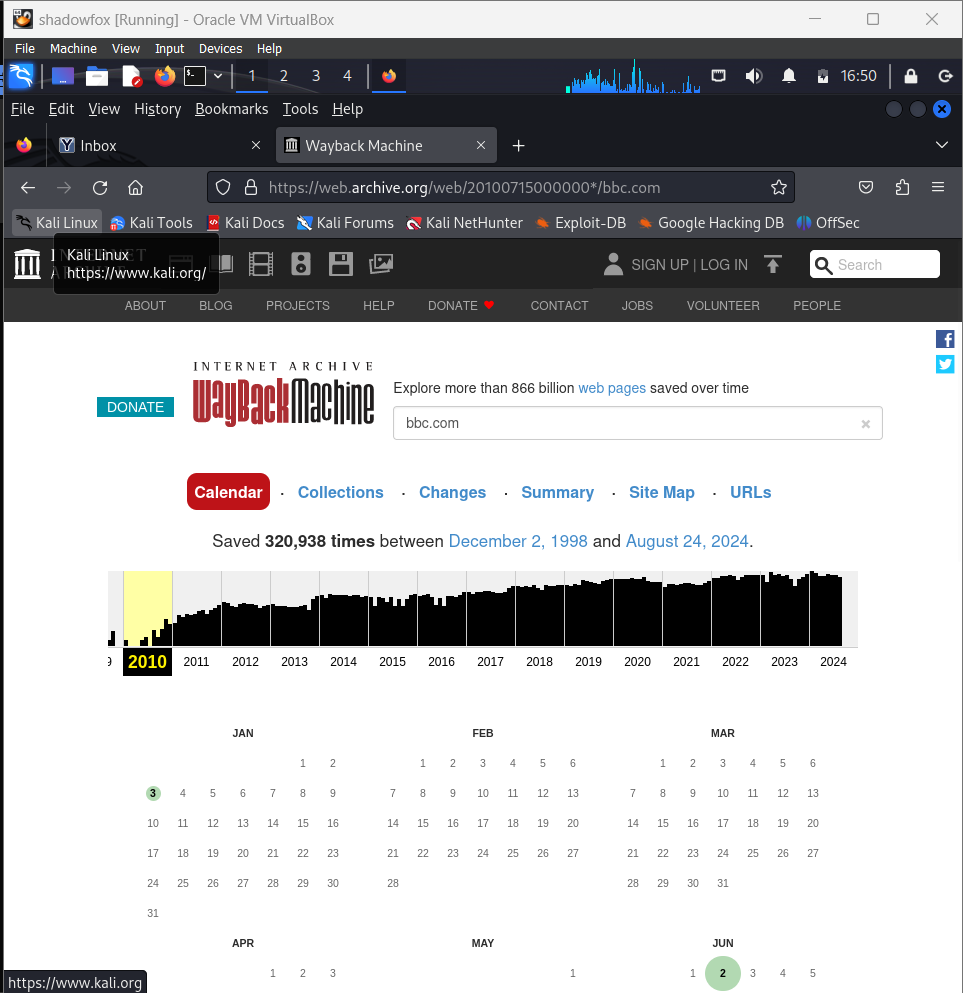 shadowfox [Running] - Oracle VM VirtualBox
File Machine View Input Devices Help
1 2 3 4 16:50
File Edit View History Bookmarks Tools Help
Inbox Wayback Machine
https://web.archive.org/web/20100715000000*/bbc.com
Kali Linux Kali Tools Kali Docs Kali Forums Kali NetHunter Exploit-DB Google Hacking DB OffSec
Kali Linux
https://www.kali.org/
SIGN UP | LOG IN Search
ABOUT BLOG PROJECTS HELP DONATE CONTACT JOBS VOLUNTEER PEOPLE
INTERNET ARCHIVE
WayBackMachine
DONATE
Explore more than 866 billion web pages saved over time
bbc.com
Calendar · Collections · Changes · Summary · Site Map · URLs
Saved 320,938 times between December 2, 1998 and August 24, 2024.
9 2010 2011 2012 2013 2014 2015 2016 2017 2018 2019 2020 2021 2022 2023 2024
JAN FEB MAR
1 2 1 2 3 4 5 6 1 2 3 4 5 6
3 4 5 6 7 8 9 7 8 9 10 11 12 13 7 8 9 10 11 12 13
10 11 12 13 14 15 16 14 15 16 17 18 19 20 14 15 16 17 18 19 20
17 18 19 20 21 22 23 21 22 23 24 25 26 27 21 22 23 24 25 26 27
24 25 26 27 28 29 30 28 28 29 30 31
31
APR MAY JUN
1 2 3 1 1 2 3 4 5
https://www.kali.org